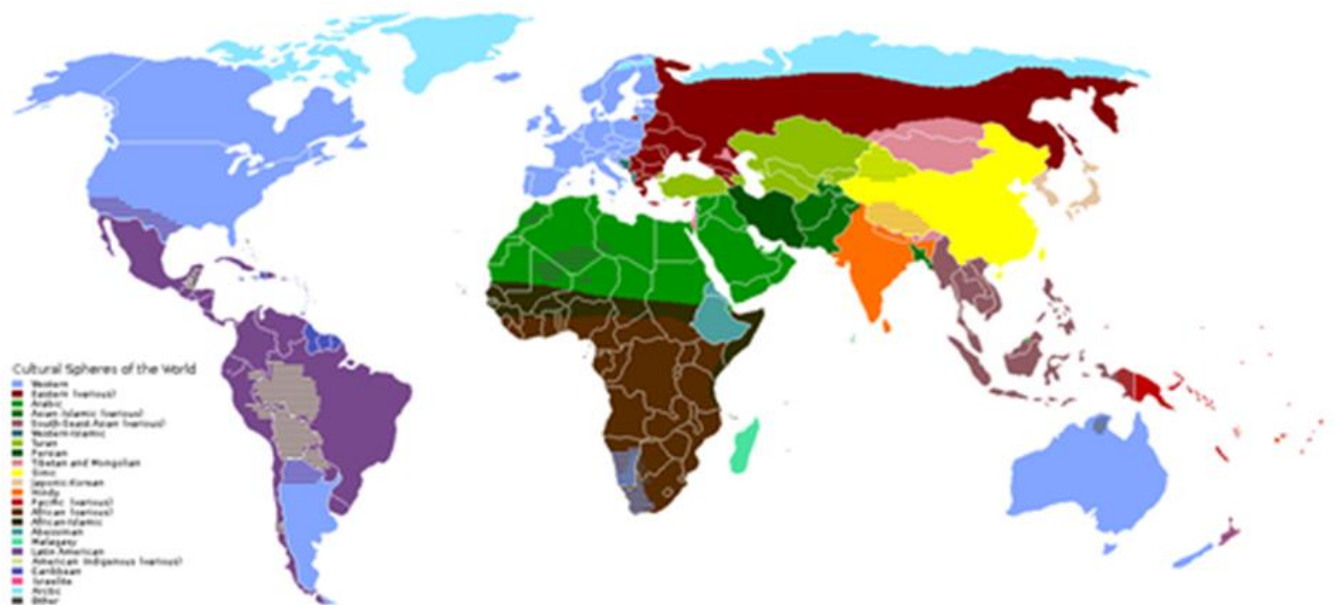 Cultural Spheres of the World
Western
Eastern (various)
Arabic
Asian-Islamic (various)
South-East Asian (various)
Western-Islamic
Turan
Persian
Tibetan and Mongolian
Sinic
Japonic-Korean
Hindu
Pacific (various)
African (various)
African-Islamic
Abessinian
Malagasy
Latin American
American Indigenous (various)
Caribbean
Israelite
Arctic
Other